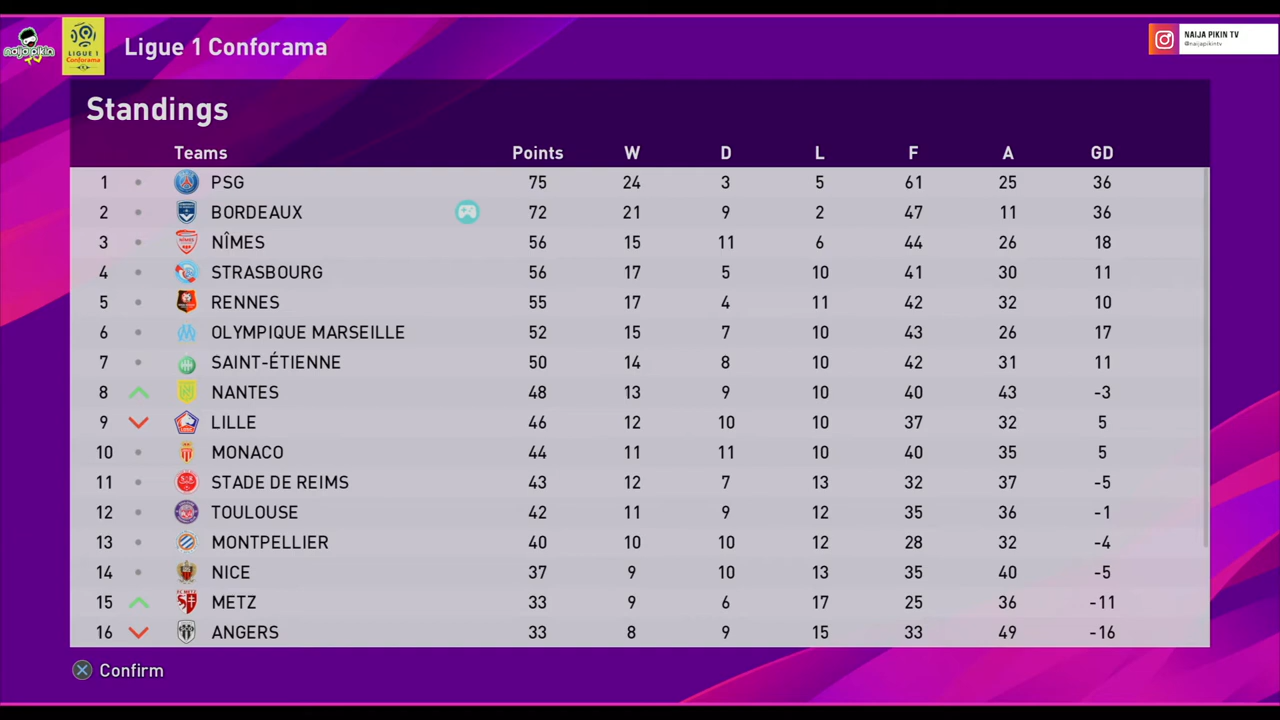 naijapikin
TV
LIGUE 1
Conforama
Ligue 1 Conforama
NAIJA PIKIN TV
@naijapikintv
Standings
Teams Points W D L F A GD
1 PSG 75 24 3 5 61 25 36
2 BORDEAUX 72 21 9 2 47 11 36
3 NÎMES 56 15 11 6 44 26 18
4 STRASBOURG 56 17 5 10 41 30 11
5 RENNES 55 17 4 11 42 32 10
6 OLYMPIQUE MARSEILLE 52 15 7 10 43 26 17
7 SAINT-ÉTIENNE 50 14 8 10 42 31 11
8 NANTES 48 13 9 10 40 43 -3
9 LILLE 46 12 10 10 37 32 5
10 MONACO 44 11 11 10 40 35 5
11 STADE DE REIMS 43 12 7 13 32 37 -5
12 TOULOUSE 42 11 9 12 35 36 -1
13 MONTPELLIER 40 10 10 12 28 32 -4
14 NICE 37 9 10 13 35 40 -5
FC METZ
15 METZ 33 9 6 17 25 36 -11
16 ANGERS 33 8 9 15 33 49 -16
Confirm